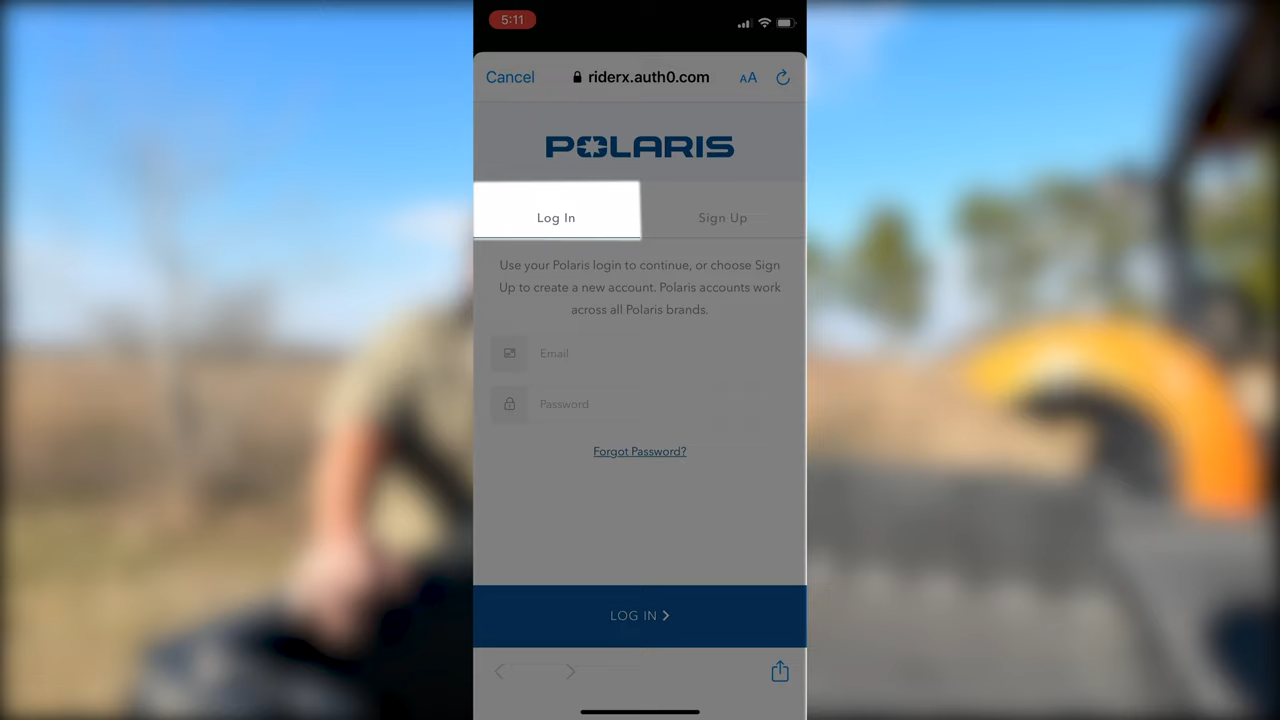 5:11
Cancel
riderx.auth0.com
AA
POLARIS
Log In
Sign Up
Use your Polaris login to continue, or choose Sign
Up to create a new account. Polaris accounts work
across all Polaris brands.
Email
Password
Forgot Password?
LOG IN